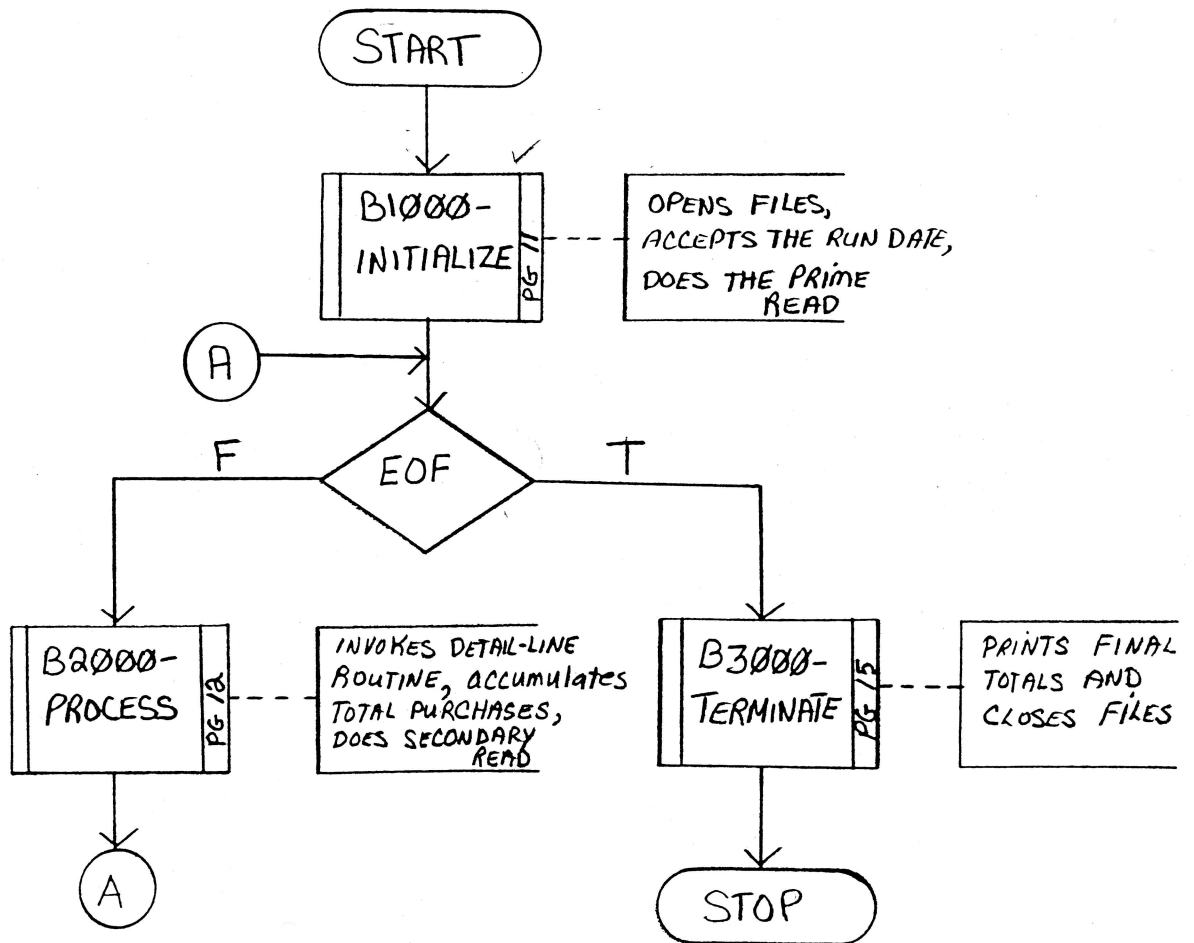 START
B1ØØØ-
INITIALIZE
PG 11
OPENS FILES,
ACCEPTS THE RUN DATE,
DOES THE PRIME
READ
A
EOF
F
T
B2ØØØ-
PROCESS
PG 12
INVOKES DETAIL-LINE
ROUTINE, accumulates
TOTAL PURCHASES,
DOES SECONDARY
READ
B3ØØØ-
TERMINATE
PG 15
PRINTS FINAL
TOTALS AND
CLOSES FILES
A
STOP